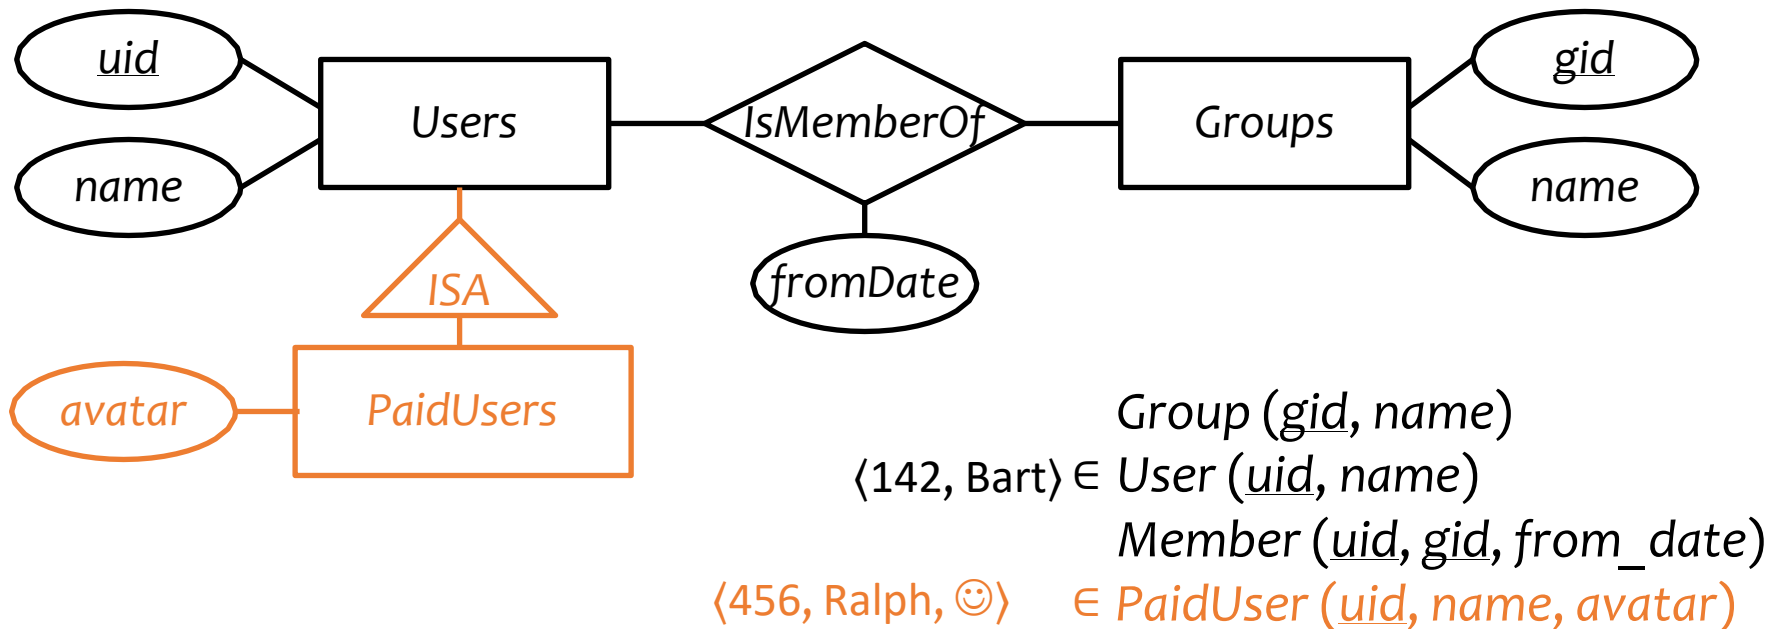 uid
name
Users
IsMemberOf
Groups
gid
name
fromDate
ISA
avatar
PaidUsers
Group (gid, name)
⟨142, Bart⟩ ∈ User (uid, name)
Member (uid, gid, from_date)
⟨456, Ralph, ☺⟩ ∈ PaidUser (uid, name, avatar)